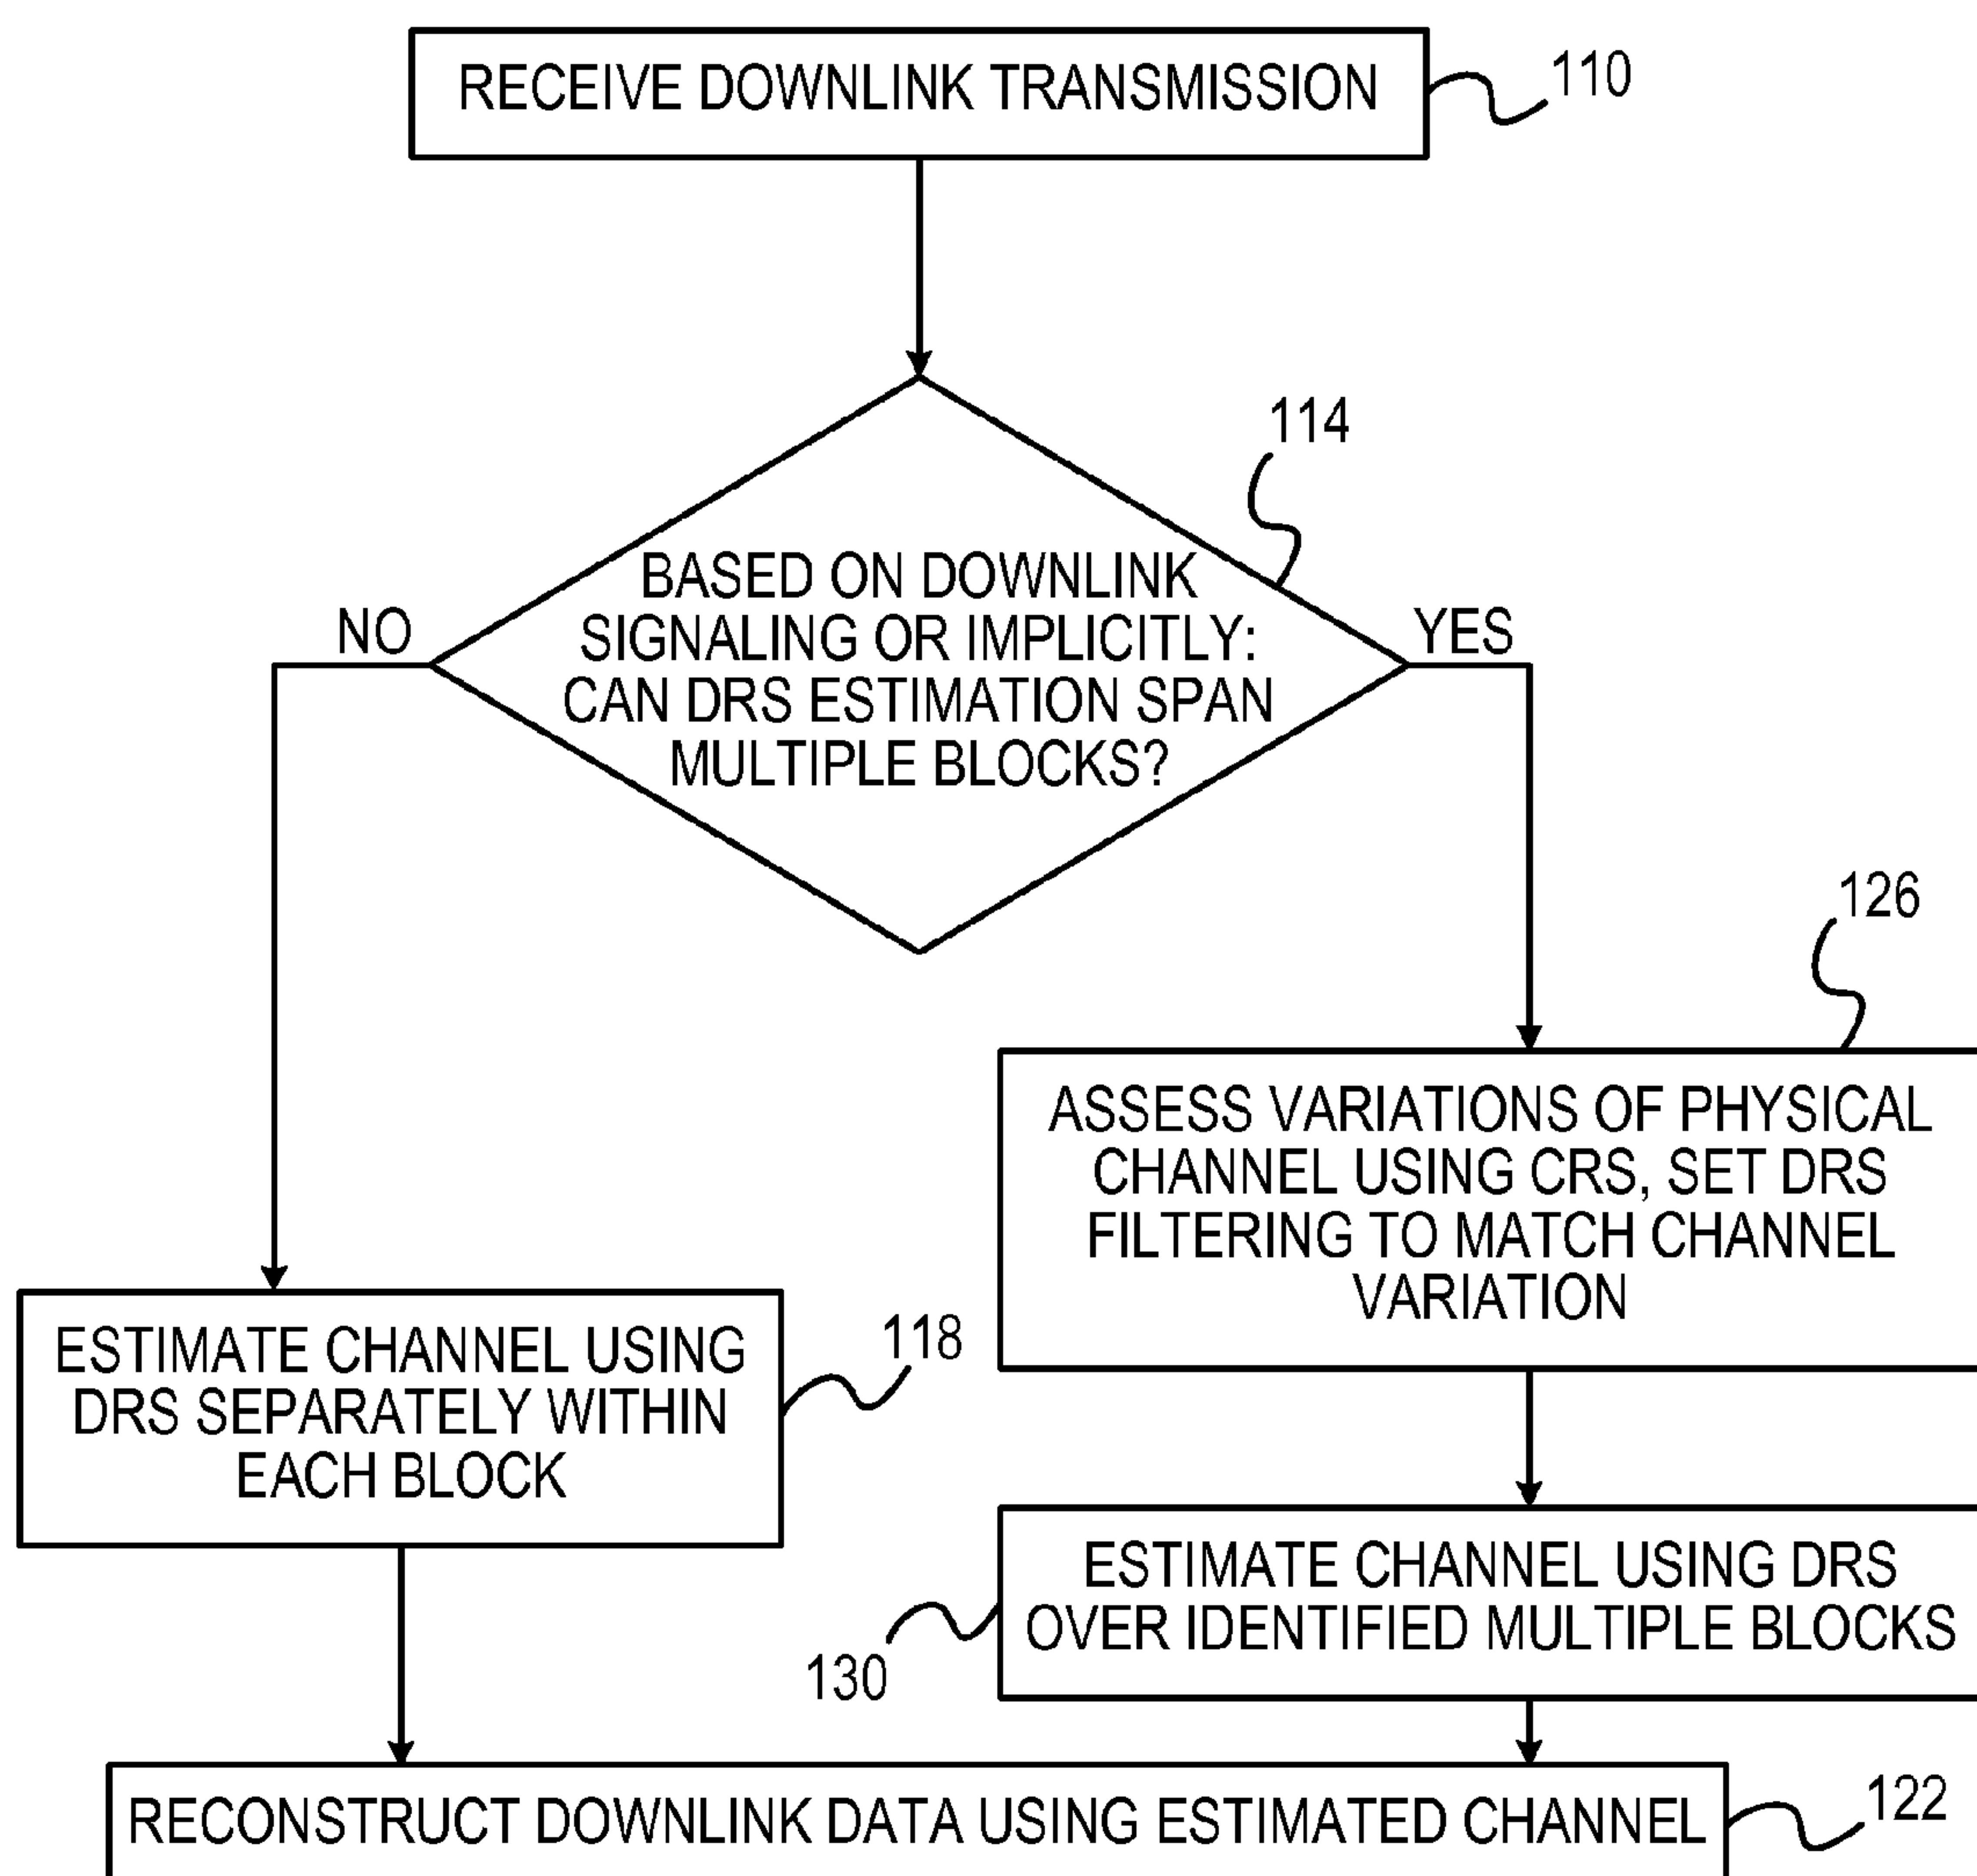 RECEIVE DOWNLINK TRANSMISSION
110
114
BASED ON DOWNLINK
SIGNALING OR IMPLICITLY:
CAN DRS ESTIMATION SPAN
MULTIPLE BLOCKS?
NO
YES
126
ASSESS VARIATIONS OF PHYSICAL
CHANNEL USING CRS, SET DRS
FILTERING TO MATCH CHANNEL
VARIATION
ESTIMATE CHANNEL USING
DRS SEPARATELY WITHIN
EACH BLOCK
118
ESTIMATE CHANNEL USING DRS
OVER IDENTIFIED MULTIPLE BLOCKS
130
RECONSTRUCT DOWNLINK DATA USING ESTIMATED CHANNEL
122